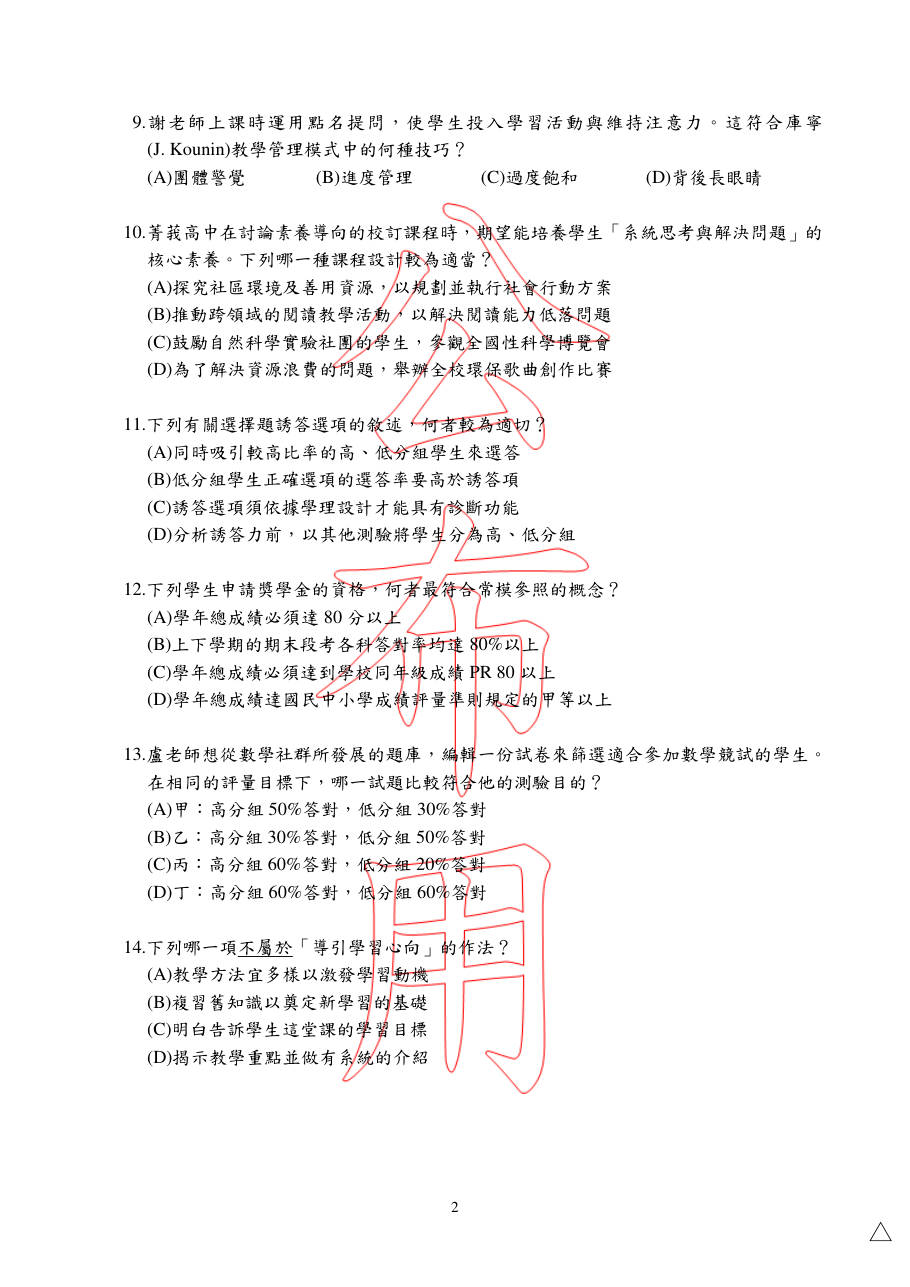 9.謝老師上課時運用點名提問,使學生投入學習活動與維持注意力。這符合庫寧
(J. Kounin)教學管理模式中的何種技巧?
(A)團體警覺 (B)進度管理 (C)過度飽和 (D)背後長眼睛
10.菁莪高中在討論素養導向的校訂課程時,期望能培養學生「系統思考與解決問題」的
核心素養。下列哪一種課程設計較為適當?
(A)探究社區環境及善用資源,以規劃並執行社會行動方案
(B)推動跨領域的閱讀教學活動,以解決閱讀能力低落問題
(C)鼓勵自然科學實驗社團的學生,參觀全國性科學博覽會
(D)為了解決資源浪費的問題,舉辦全校環保歌曲創作比賽
11.下列有關選擇題誘答選項的敘述,何者較為適切?
(A)同時吸引較高比率的高、低分組學生來選答
(B)低分組學生正確選項的選答率要高於誘答項
(C)誘答選項須依據學理設計才能具有診斷功能
(D)分析誘答力前,以其他測驗將學生分為高、低分組
12.下列學生申請獎學金的資格,何者最符合常模參照的概念?
(A)學年總成績必須達 80 分以上
(B)上下學期的期末段考各科答對率均達 80%以上
(C)學年總成績必須達到學校同年級成績 PR 80 以上
(D)學年總成績達國民中小學成績評量準則規定的甲等以上
13.盧老師想從數學社群所發展的題庫,編輯一份試卷來篩選適合參加數學競試的學生。
在相同的評量目標下,哪一試題比較符合他的測驗目的?
(A)甲:高分組 50%答對,低分組 30%答對
(B)乙:高分組 30%答對,低分組 50%答對
(C)丙:高分組 60%答對,低分組 20%答對
(D)丁:高分組 60%答對,低分組 60%答對
14.下列哪一項不屬於「導引學習心向」的作法?
(A)教學方法宜多樣以激發學習動機
(B)複習舊知識以奠定新學習的基礎
(C)明白告訴學生這堂課的學習目標
(D)揭示教學重點並做有系統的介紹
公布用
2